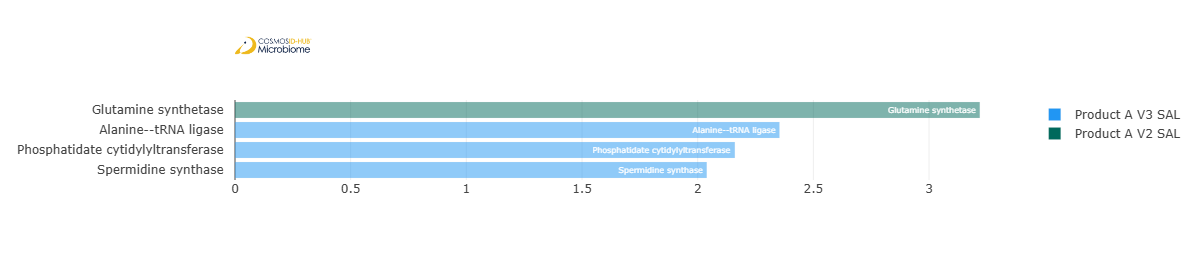 COSMOSID-HUB
Microbiome
Glutamine synthetase
Glutamine synthetase
Alanine--tRNA ligase
Alanine--tRNA ligase
Phosphatidate cytidylyltransferase
Phosphatidate cytidylyltransferase
Spermidine synthase
Spermidine synthase
0 0.5 1 1.5 2 2.5 3
Product A V3 SAL
Product A V2 SAL